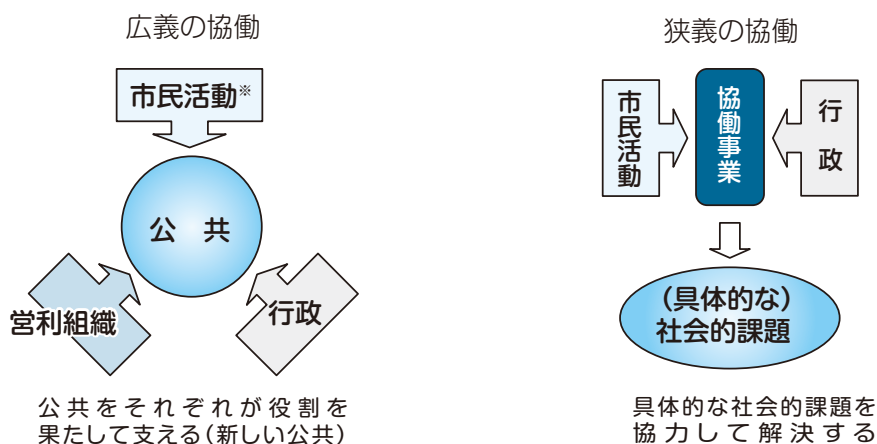 広義の協働
市民活動※
公共
営利組織
行政
公共をそれぞれが役割を
果たして支える(新しい公共)
狭義の協働
市民活動
協働事業
行政
(具体的な)
社会的課題
具体的な社会的課題を
協力して解決する